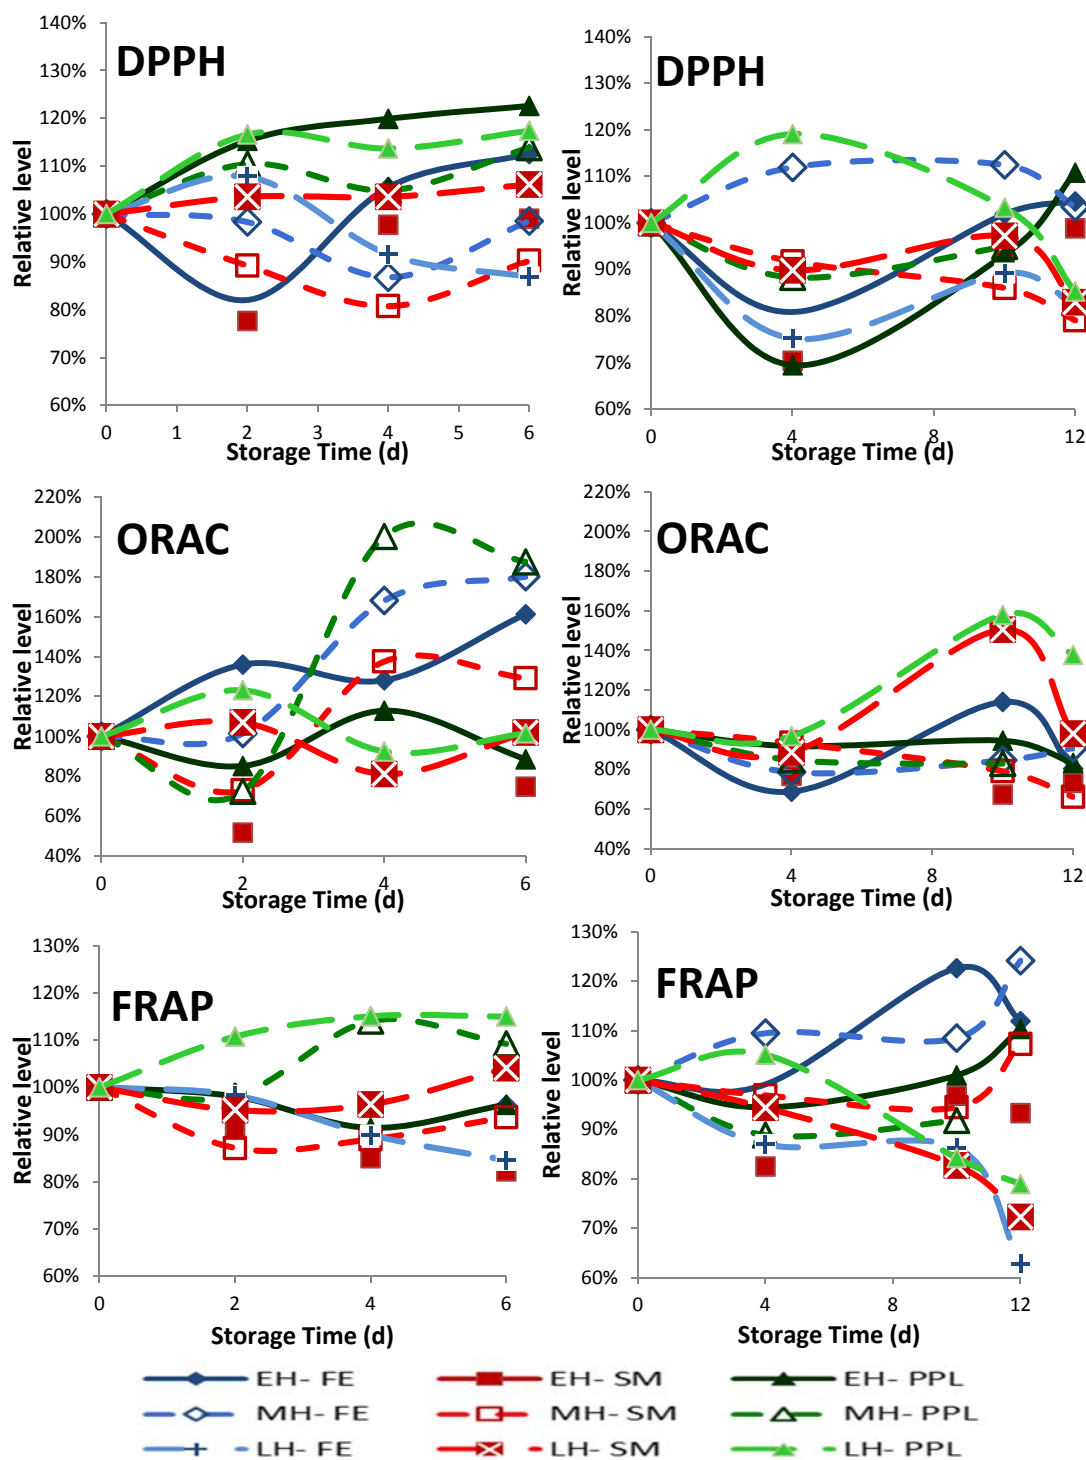 DPPH
140%
130%
120%
110%
100%
90%
80%
70%
60%
Relative level
0 1 2 3 4 5 6
Storage Time (d)
DPPH
140%
130%
120%
110%
100%
90%
80%
70%
60%
Relative level
0 4 8 12
Storage Time (d)
ORAC
220%
200%
180%
160%
140%
120%
100%
80%
60%
40%
Relative level
0 2 4 6
Storage Time (d)
ORAC
220%
200%
180%
160%
140%
120%
100%
80%
60%
40%
Relative level
0 4 8 12
Storage Time (d)
FRAP
130%
120%
110%
100%
90%
80%
70%
60%
Relative level
0 2 4 6
Storage Time (d)
FRAP
130%
120%
110%
100%
90%
80%
70%
60%
Relative level
0 4 8 12
Storage Time (d)
EH- FE EH- SM EH- PPL
MH- FE MH- SM MH- PPL
LH- FE LH- SM LH- PPL